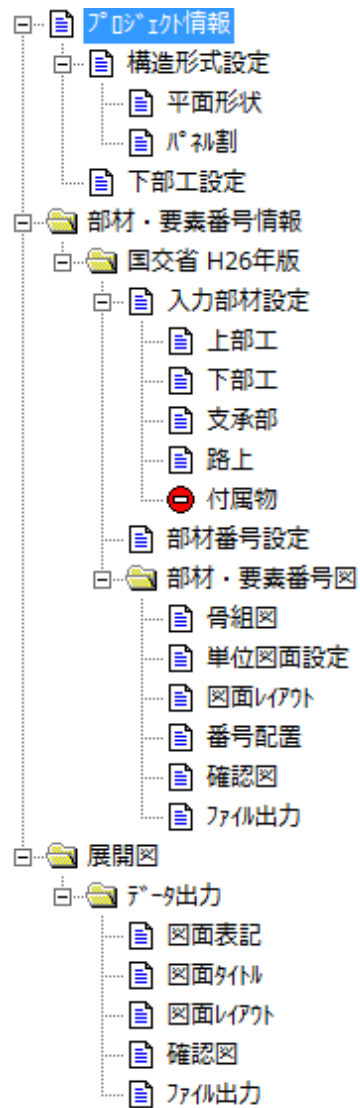 ﾌﾟﾛｼﾞｪｸﾄ情報
構造形式設定
平面形状
ﾊﾟﾈﾙ割
下部工設定
部材・要素番号情報
国交省 H26年版
入力部材設定
上部工
下部工
支承部
路上
付属物
部材番号設定
部材・要素番号図
骨組図
単位図面設定
図面ﾚｲｱｳﾄ
番号配置
確認図
ﾌｧｲﾙ出力
展開図
ﾃﾞｰﾀ出力
図面表記
図面ﾀｲﾄﾙ
図面ﾚｲｱｳﾄ
確認図
ﾌｧｲﾙ出力